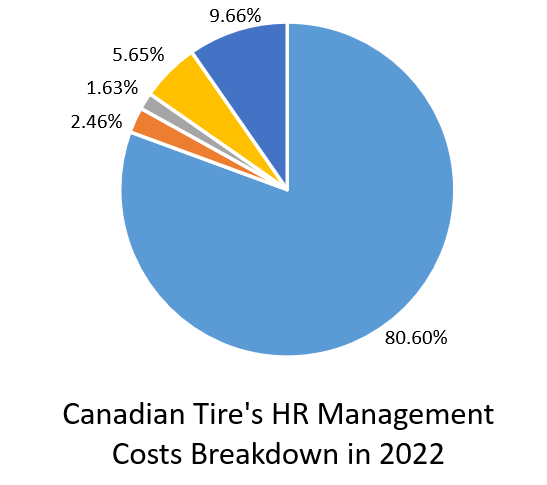 9.66%
5.65%
1.63%
2.46%
80.60%
Canadian Tire's HR Management
Costs Breakdown in 2022